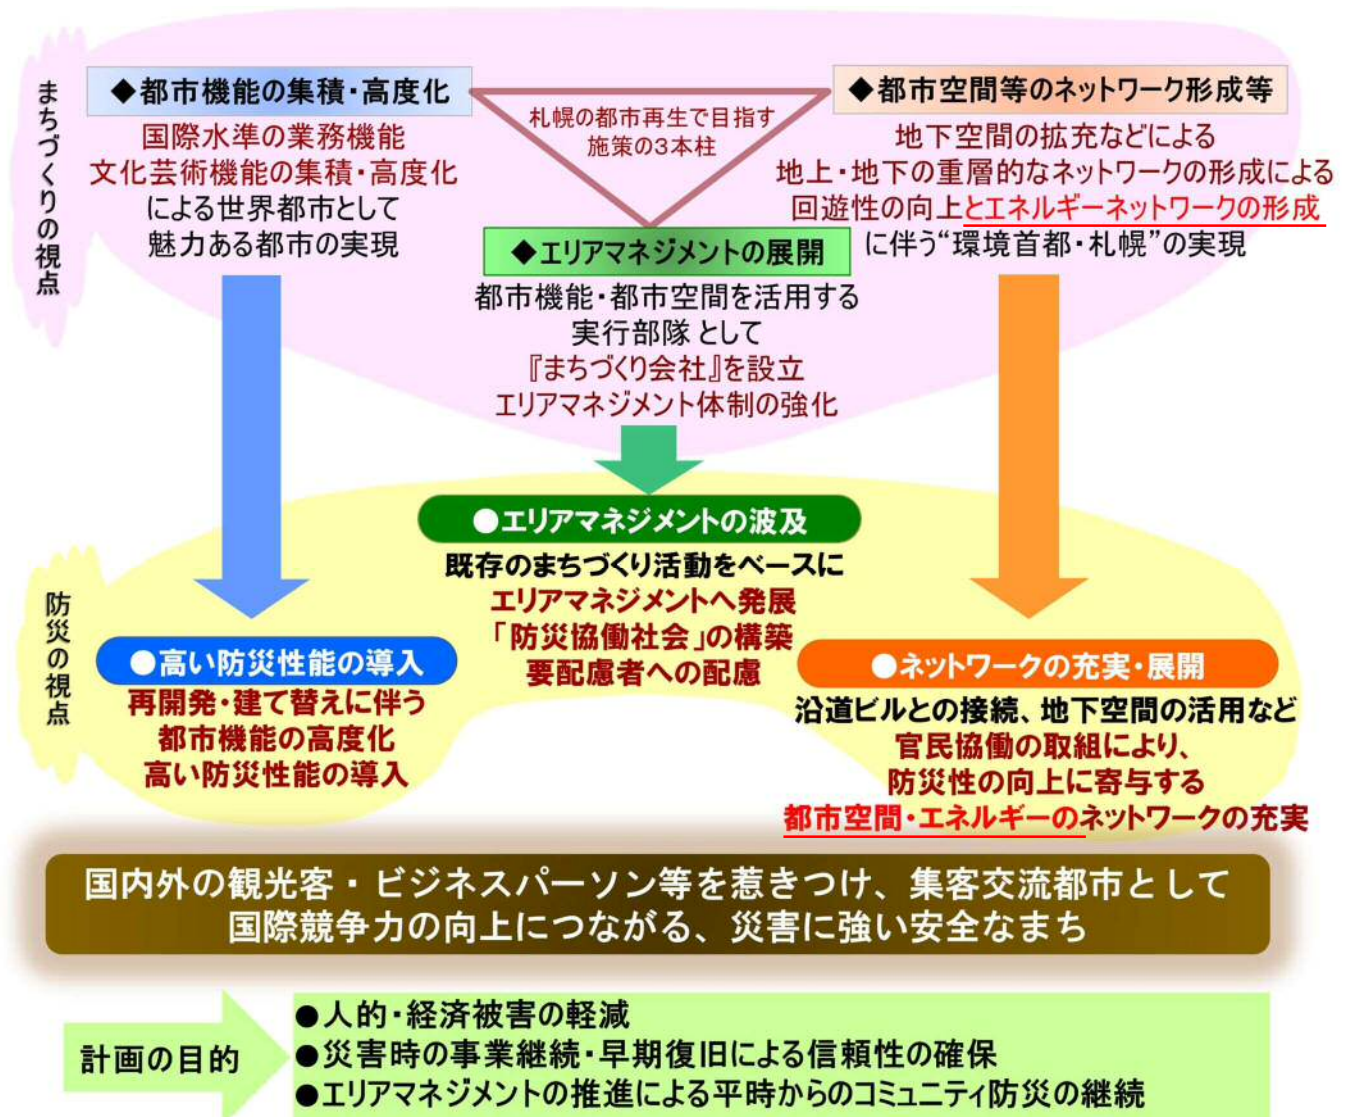 まちづくりの視点
◆都市機能の集積・高度化
国際水準の業務機能
文化芸術機能の集積・高度化
による世界都市として
魅力ある都市の実現
札幌の都市再生で目指す
施策の3本柱
◆都市空間等のネットワーク形成等
地下空間の拡充などによる
地上・地下の重層的なネットワークの形成による
回遊性の向上とエネルギーネットワークの形成
に伴う“環境首都・札幌”の実現
◆エリアマネジメントの展開
都市機能・都市空間を活用する
実行部隊 として
『まちづくり会社』を設立
エリアマネジメント体制の強化
防災の視点
●高い防災性能の導入
再開発・建て替えに伴う
都市機能の高度化
高い防災性能の導入
●エリアマネジメントの波及
既存のまちづくり活動をベースに
エリアマネジメントへ発展
「防災協働社会」の構築
要配慮者への配慮
●ネットワークの充実・展開
沿道ビルとの接続、地下空間の活用など
官民協働の取組により、
防災性の向上に寄与する
都市空間・エネルギーのネットワークの充実
国内外の観光客・ビジネスパーソン等を惹きつけ、集客交流都市として
国際競争力の向上につながる、災害に強い安全なまち
計画の目的
●人的・経済被害の軽減
●災害時の事業継続・早期復旧による信頼性の確保
●エリアマネジメントの推進による平時からのコミュニティ防災の継続